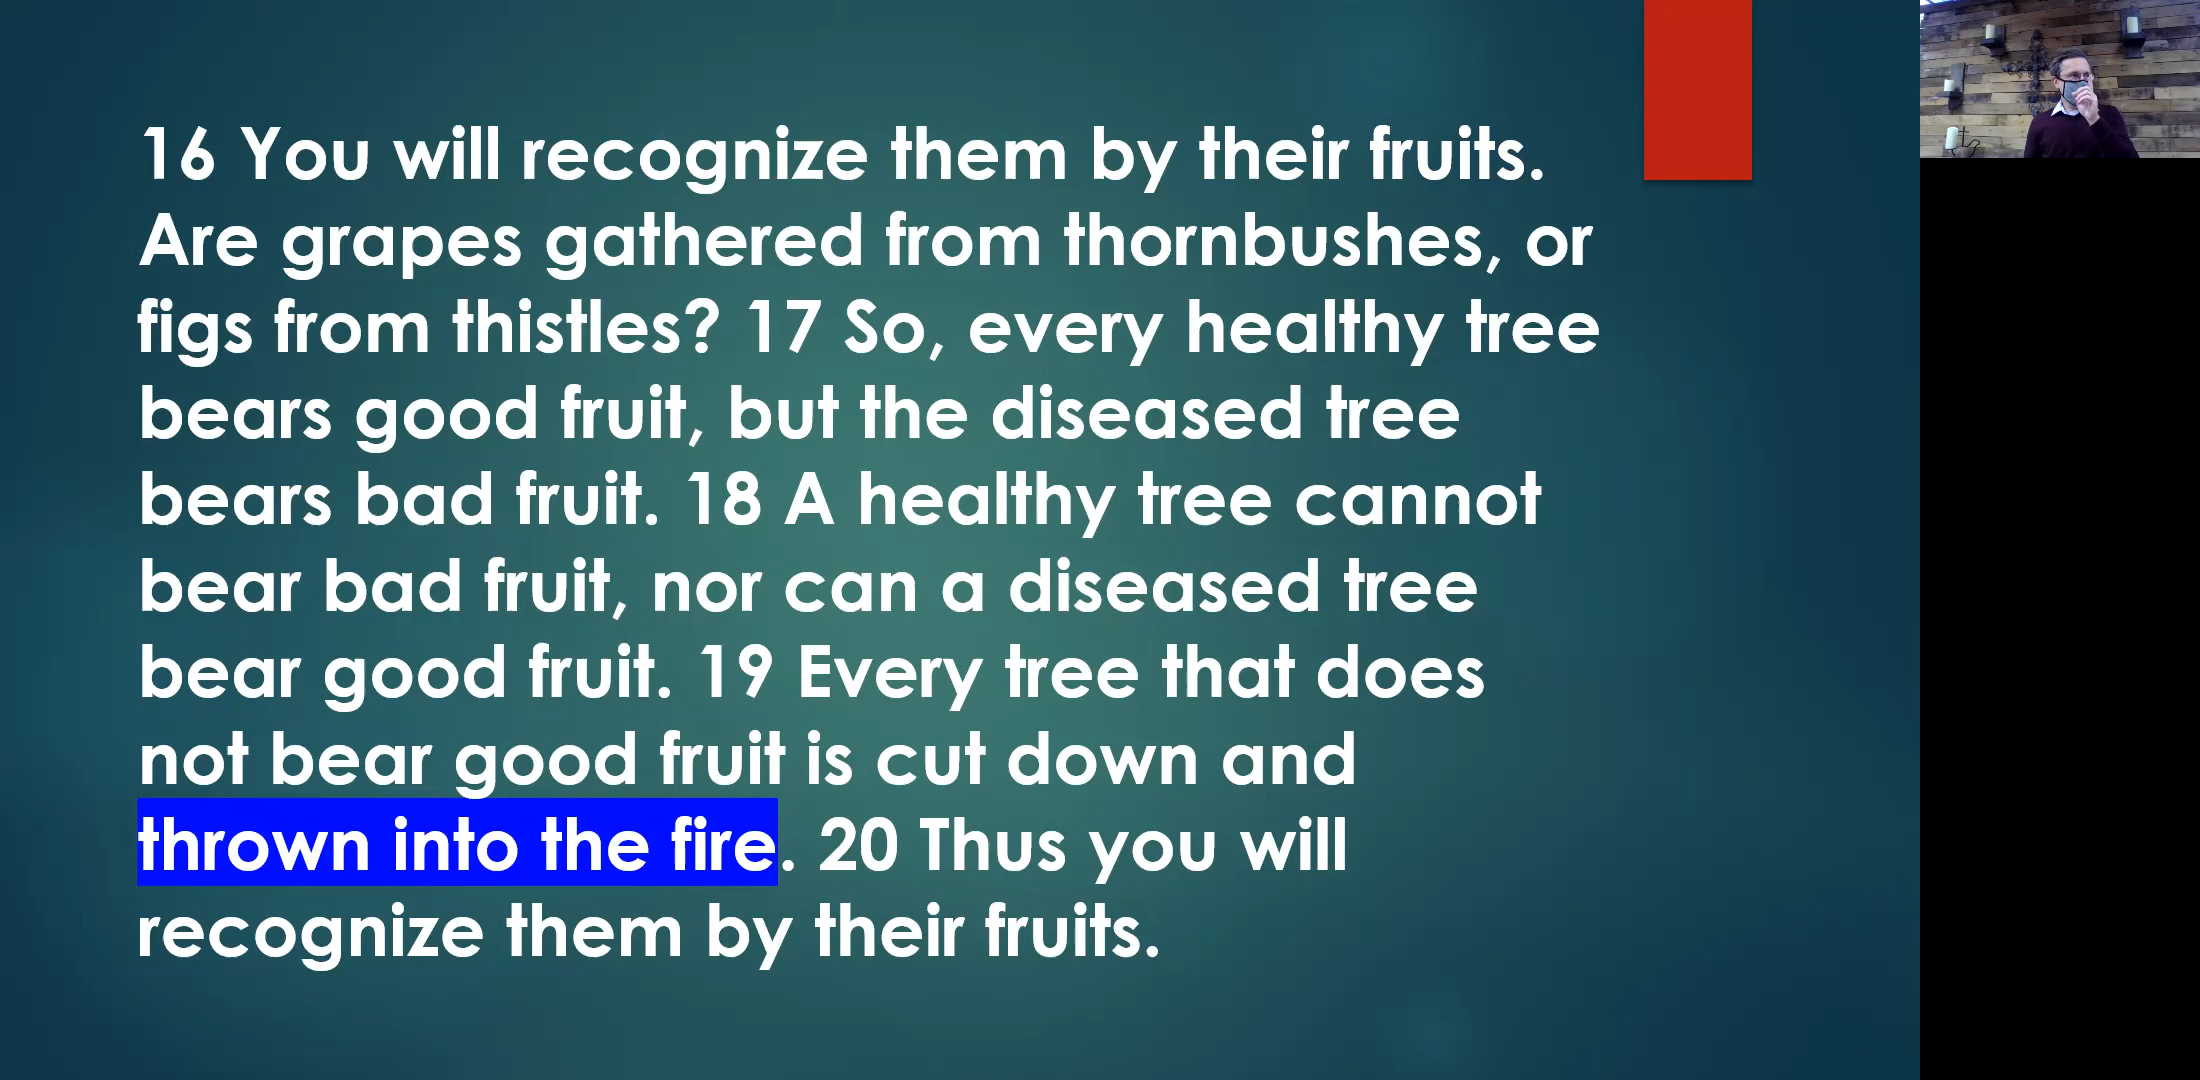 16 You will recognize them by their fruits.
Are grapes gathered from thornbushes, or
figs from thistles? 17 So, every healthy tree
bears good fruit, but the diseased tree
bears bad fruit. 18 A healthy tree cannot
bear bad fruit, nor can a diseased tree
bear good fruit. 19 Every tree that does
not bear good fruit is cut down and
thrown into the fire. 20 Thus you will
recognize them by their fruits.